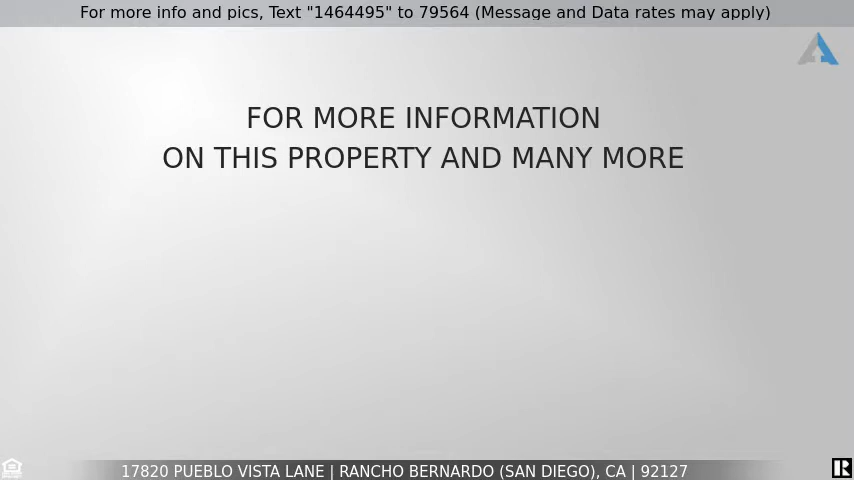 For more info and pics, Text "1464495" to 79564 (Message and Data rates may apply)
FOR MORE INFORMATION
ON THIS PROPERTY AND MANY MORE
17820 PUEBLO VISTA LANE | RANCHO BERNARDO (SAN DIEGO), CA | 92127